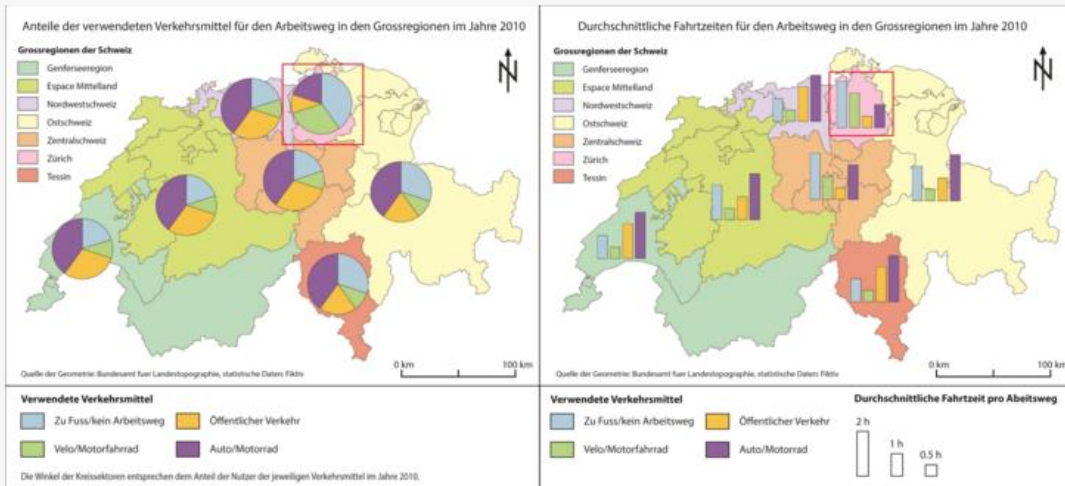 Anteile der verwendeten Verkehrsmittel für den Arbeitsweg in den Grossregionen im Jahre 2010
Grossregionen der Schweiz
Genferseeregion
Espace Mittelland
Nordwestschweiz
Ostschweiz
Zentralschweiz
Zürich
Tessin
N
0 km 100 km
Quelle der Geometrie: Bundesamt fuer Landestopographie, statistische Daten: Fiktiv
Verwendete Verkehrsmittel
Zu Fuss/kein Arbeitsweg
Öffentlicher Verkehr
Velo/Motorfahrrad
Auto/Motorrad
Die Winkel der Kreissektoren entsprechen dem Anteil der Nutzer der jeweiligen Verkehrsmittel im Jahre 2010.
Durchschnittliche Fahrtzeiten für den Arbeitsweg in den Grossregionen im Jahre 2010
Grossregionen der Schweiz
Genferseeregion
Espace Mittelland
Nordwestschweiz
Ostschweiz
Zentralschweiz
Zürich
Tessin
N
0 km 100 km
Quelle der Geometrie: Bundesamt fuer Landestopographie, statistische Daten: Fiktiv
Verwendete Verkehrsmittel
Zu Fuss/kein Arbeitsweg
Öffentlicher Verkehr
Velo/Motorfahrrad
Auto/Motorrad
Durchschnittliche Fahrtzeit pro Abeitsweg
2 h
1 h
0.5 h